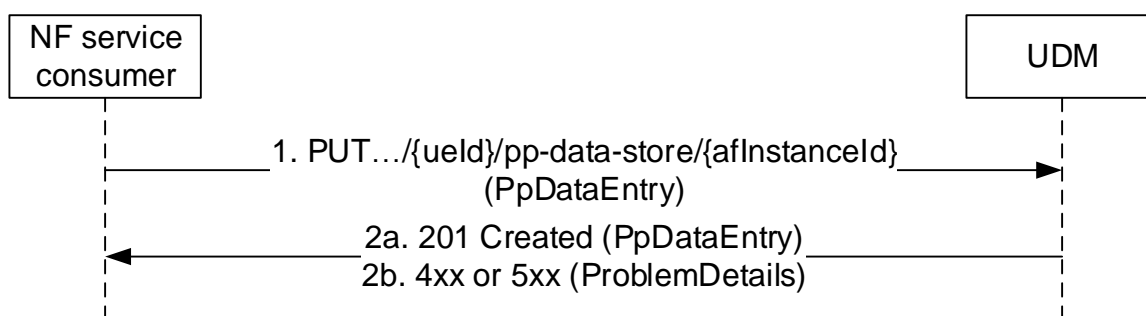 NF service
consumer
UDM
1. PUT…/{ueId}/pp-data-store/{afInstanceId}
(PpDataEntry)
2a. 201 Created (PpDataEntry)
2b. 4xx or 5xx (ProblemDetails)